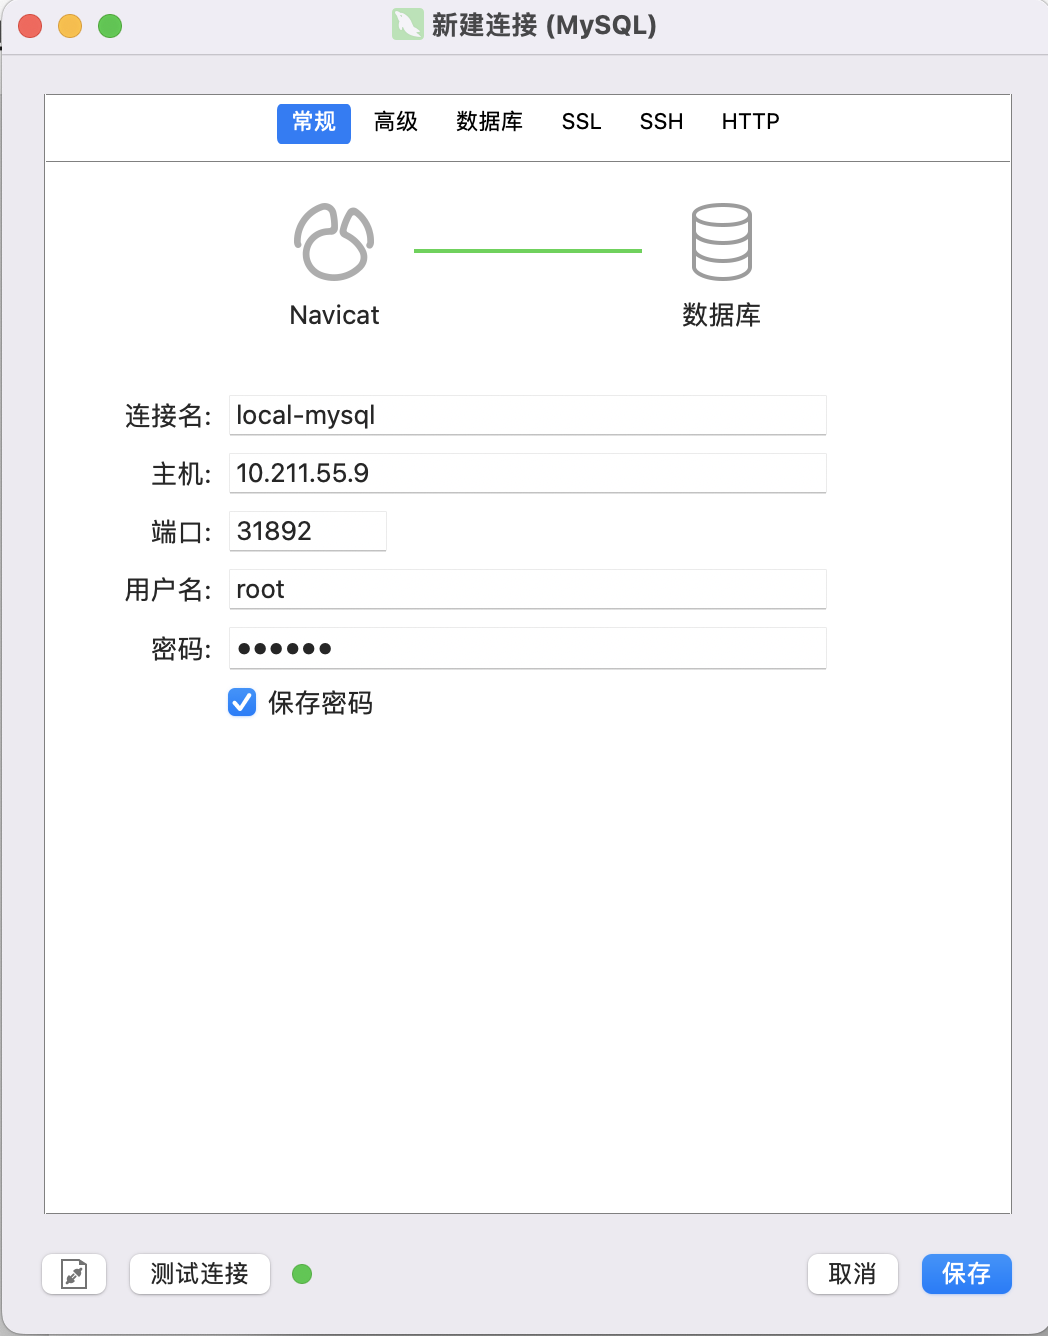 新建连接 (MySQL)
常规 高级 数据库 SSL SSH HTTP
Navicat 数据库
连接名: local-mysql
主机: 10.211.55.9
端口: 31892
用户名: root
密码: ••••••
保存密码
测试连接 取消 保存